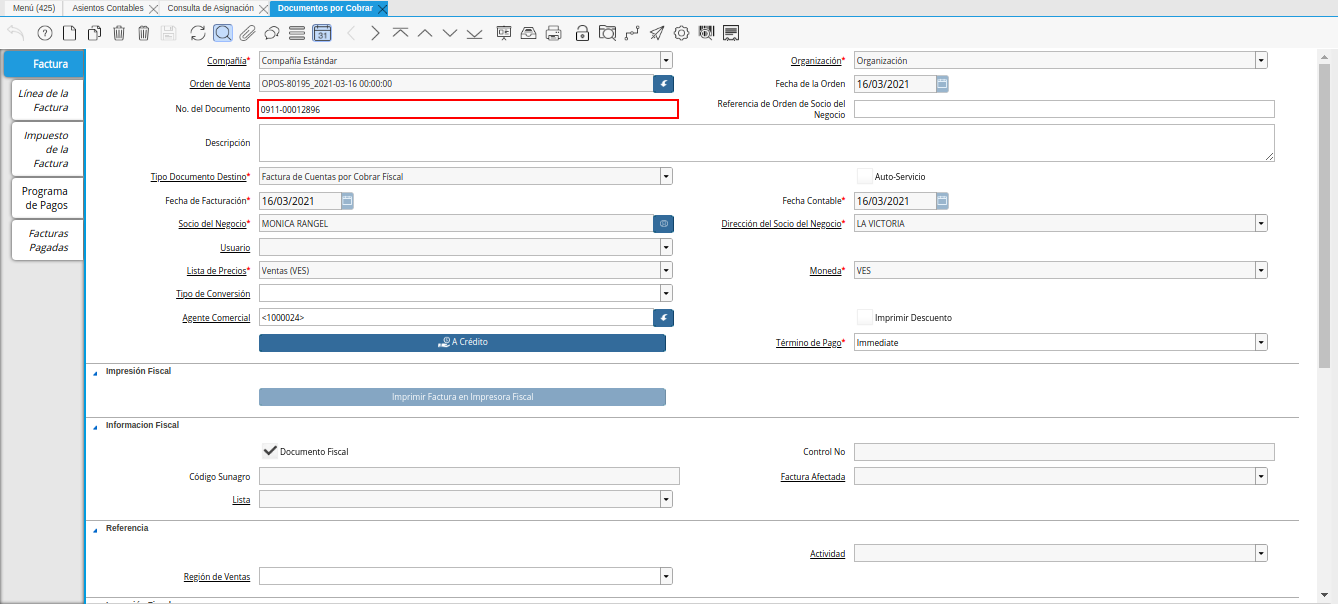 Menú (425) Asientos Contables Consulta de Asignación Documentos por Cobrar
31
Factura
Línea de la
Factura
Impuesto
de la
Factura
Programa
de Pagos
Facturas
Pagadas
Compañía* Compañía Estándar Organización* Organización
Orden de Venta OPOS-80195_2021-03-16 00:00:00 Fecha de la Orden 16/03/2021
No. del Documento 0911-00012896 Referencia de Orden de Socio del
Negocio
Descripción
Tipo Documento Destino* Factura de Cuentas por Cobrar Fiscal Auto-Servicio
Fecha de Facturación* 16/03/2021 Fecha Contable* 16/03/2021
Socio del Negocio* MONICA RANGEL Dirección del Socio del Negocio* LA VICTORIA
Usuario
Lista de Precios* Ventas (VES) Moneda* VES
Tipo de Conversión
Agente Comercial <1000024> Imprimir Descuento
A Crédito Término de Pago* Immediate
Impresión Fiscal
Imprimir Factura en Impresora Fiscal
Informacion Fiscal
Documento Fiscal Control No
Código Sunagro Factura Afectada
Lista
Referencia
Actividad
Región de Ventas